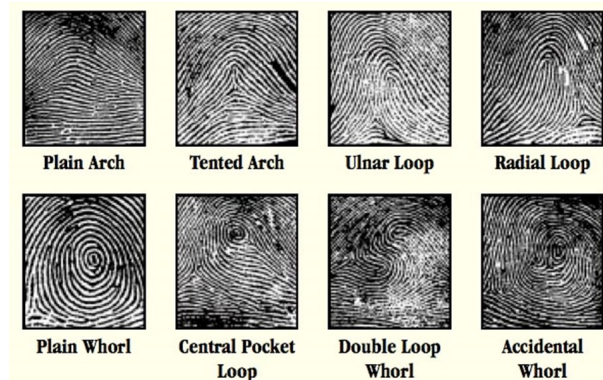 Plain Arch
Tented Arch
Ulnar Loop
Radial Loop
Plain Whorl
Central Pocket
Loop
Double Loop
Whorl
Accidental
Whorl